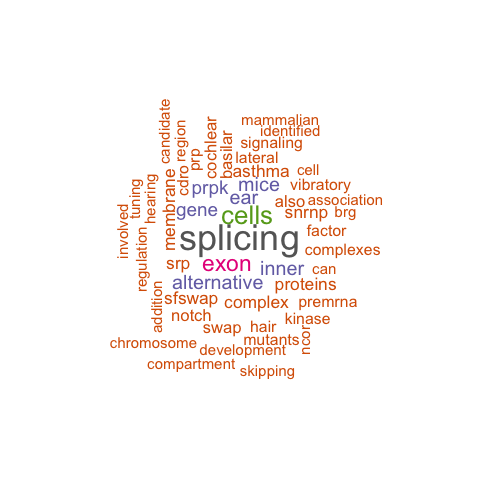 mammalian
identified
candidate
region
cochlear
basilar
signaling
prp
lateral
cdro
asthma
cell
membrane
prpk
mice
vibratory
tuning
hearing
ear
also
association
gene
cells
snrnp
brg
involved
splicing
factor
regulation
complexes
srp
exon
inner
can
alternative
proteins
addition
sfswap
complex
premrna
notch
swap
hair
kinase
chromosome
mutants
ncor
development
compartment
skipping